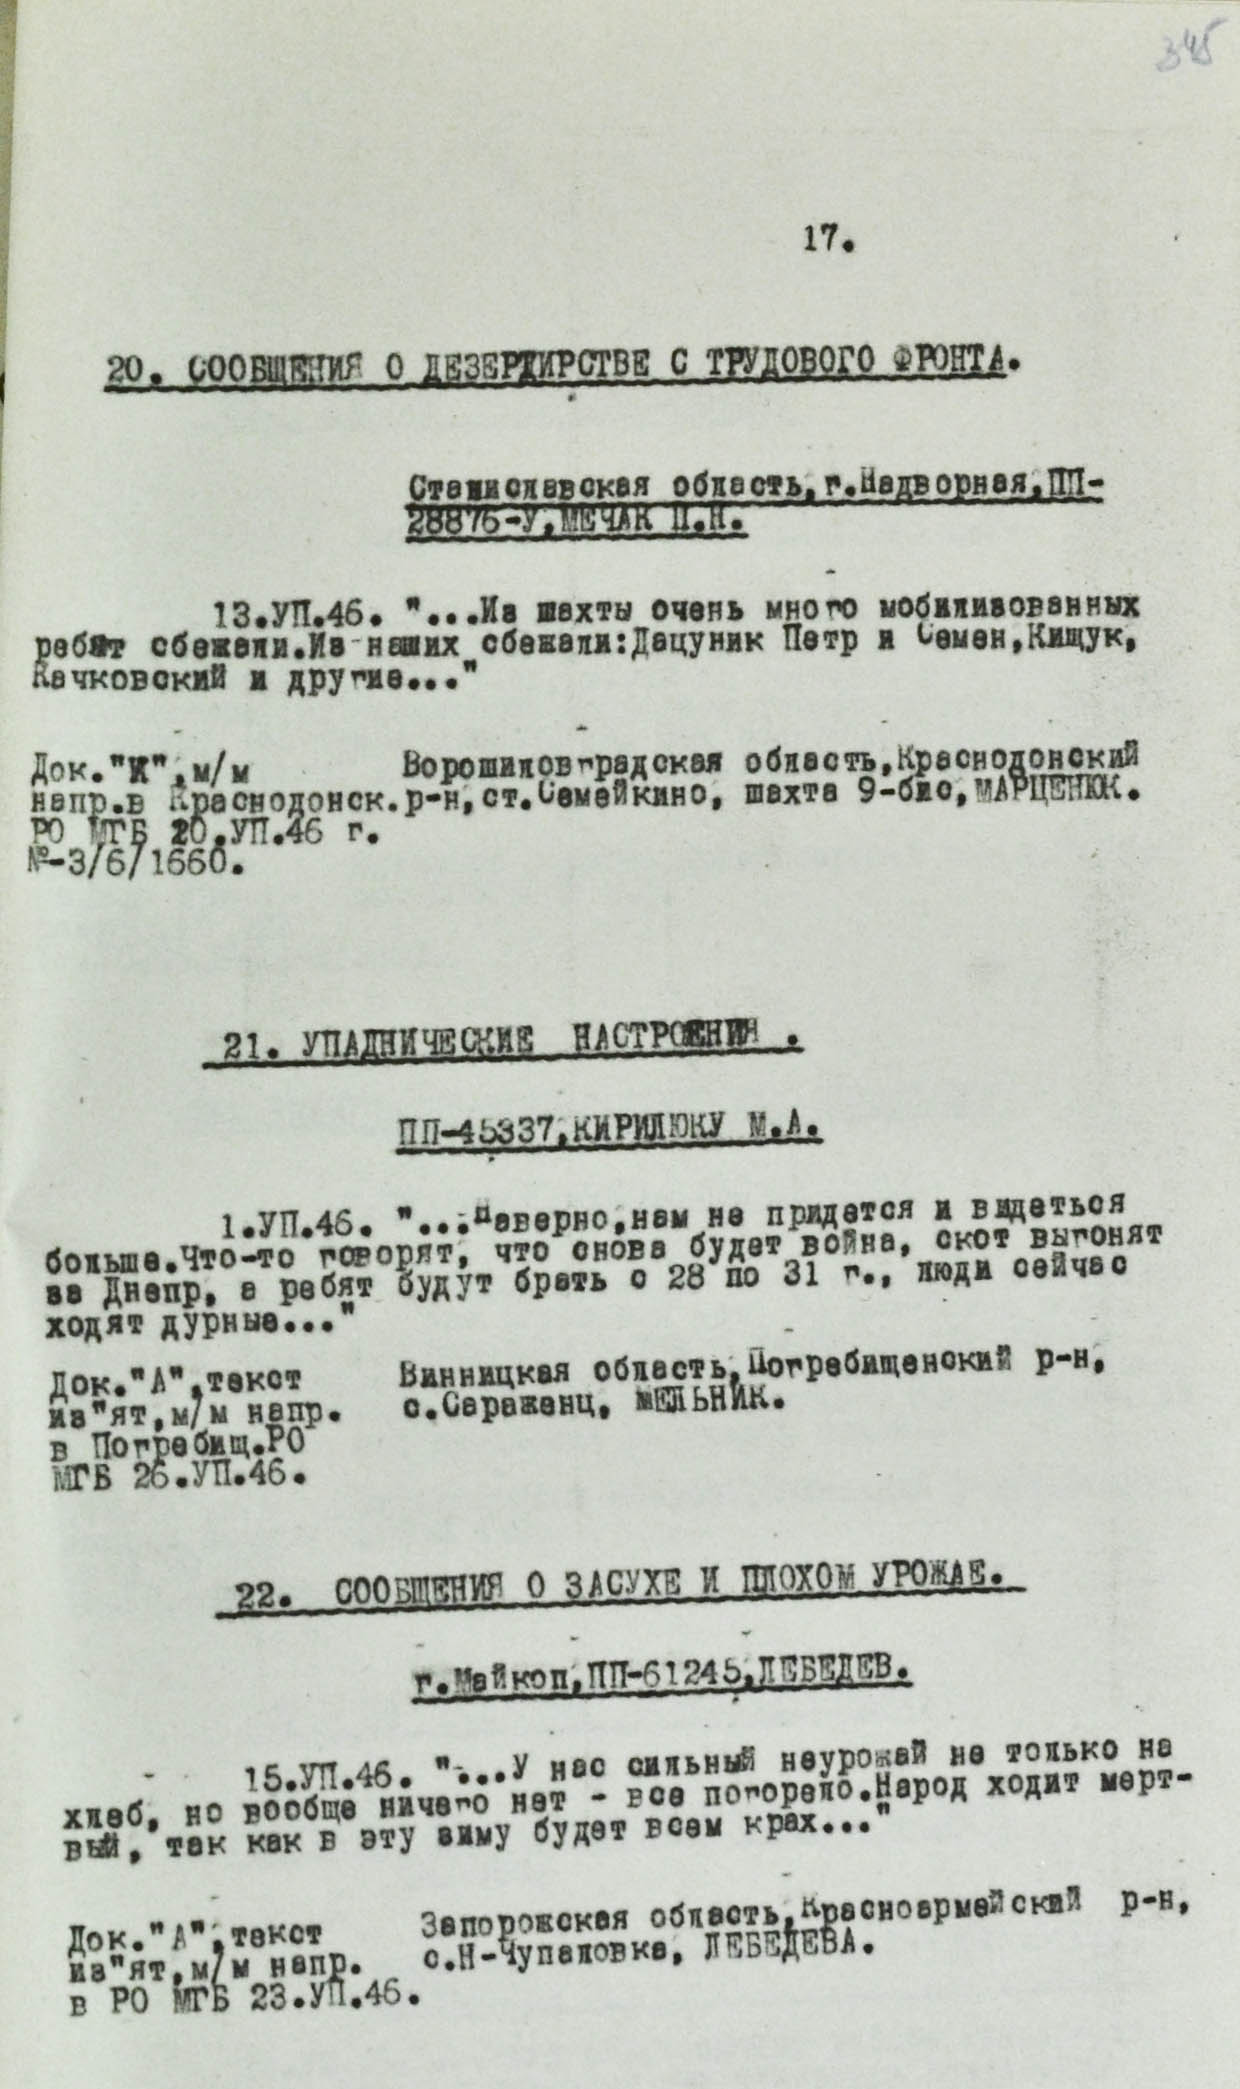 345
17.
20. СООБЩЕНИЯ О ДЕЗЕРТИРСТВЕ С ТРУДОВОГО ФРОНТА.
Станиславская область, г.Надворная, ПП-
28876-У, МЕЧАК П.Н.
13.УП.46. "...Из шахты очень много мобилизованных
ребят сбежали.Из наших сбежали:Дацуник Петр и Семен,Кищук,
Качковский и другие..."
Док."К", м/м
напр.в Краснодонск.
РО МГБ 20.УП.46 г.
№-3/6/1660.
Ворошиловградская область,Краснодонский
р-н, ст.Семейкино, шахта 9-бис, МАРЦЕНЮК.
21. УПАДНИЧЕСКИЕ НАСТРОЕНИЯ .
ПП-45337, КИРИЛЮКУ М.А.
1.УП.46. "...Наверно, нам не придется и видеться
больше.Что-то говорят, что снова будет война, скот выгонят
за Днепр, а ребят будут брать с 28 по 31 г., люди сейчас
ходят дурные..."
Док."А", текст
из"ят, м/м напр.
в Погребищ.РО
МГБ 26.УП.46.
Винницкая область, Погребищенский р-н,
с.Сараженц, МЕЛЬНИК.
22. СООБЩЕНИЯ О ЗАСУХЕ И ПЛОХОМ УРОЖАЕ.
г.Майкоп, ПП-61245, ЛЕБЕДЕВ.
15.УП.46. "...У нас сильный неурожай не только на
хлеб, но вообще ничего нет - все погорело.Народ ходит мерт-
вый, так как в эту зиму будет всем крах..."
Док."А", текст
из"ят, м/м напр.
в РО МГБ 23.УП.46.
Запорожская область, Красноармейский р-н,
с.Н-Чупаловка, ЛЕБЕДЕВА.